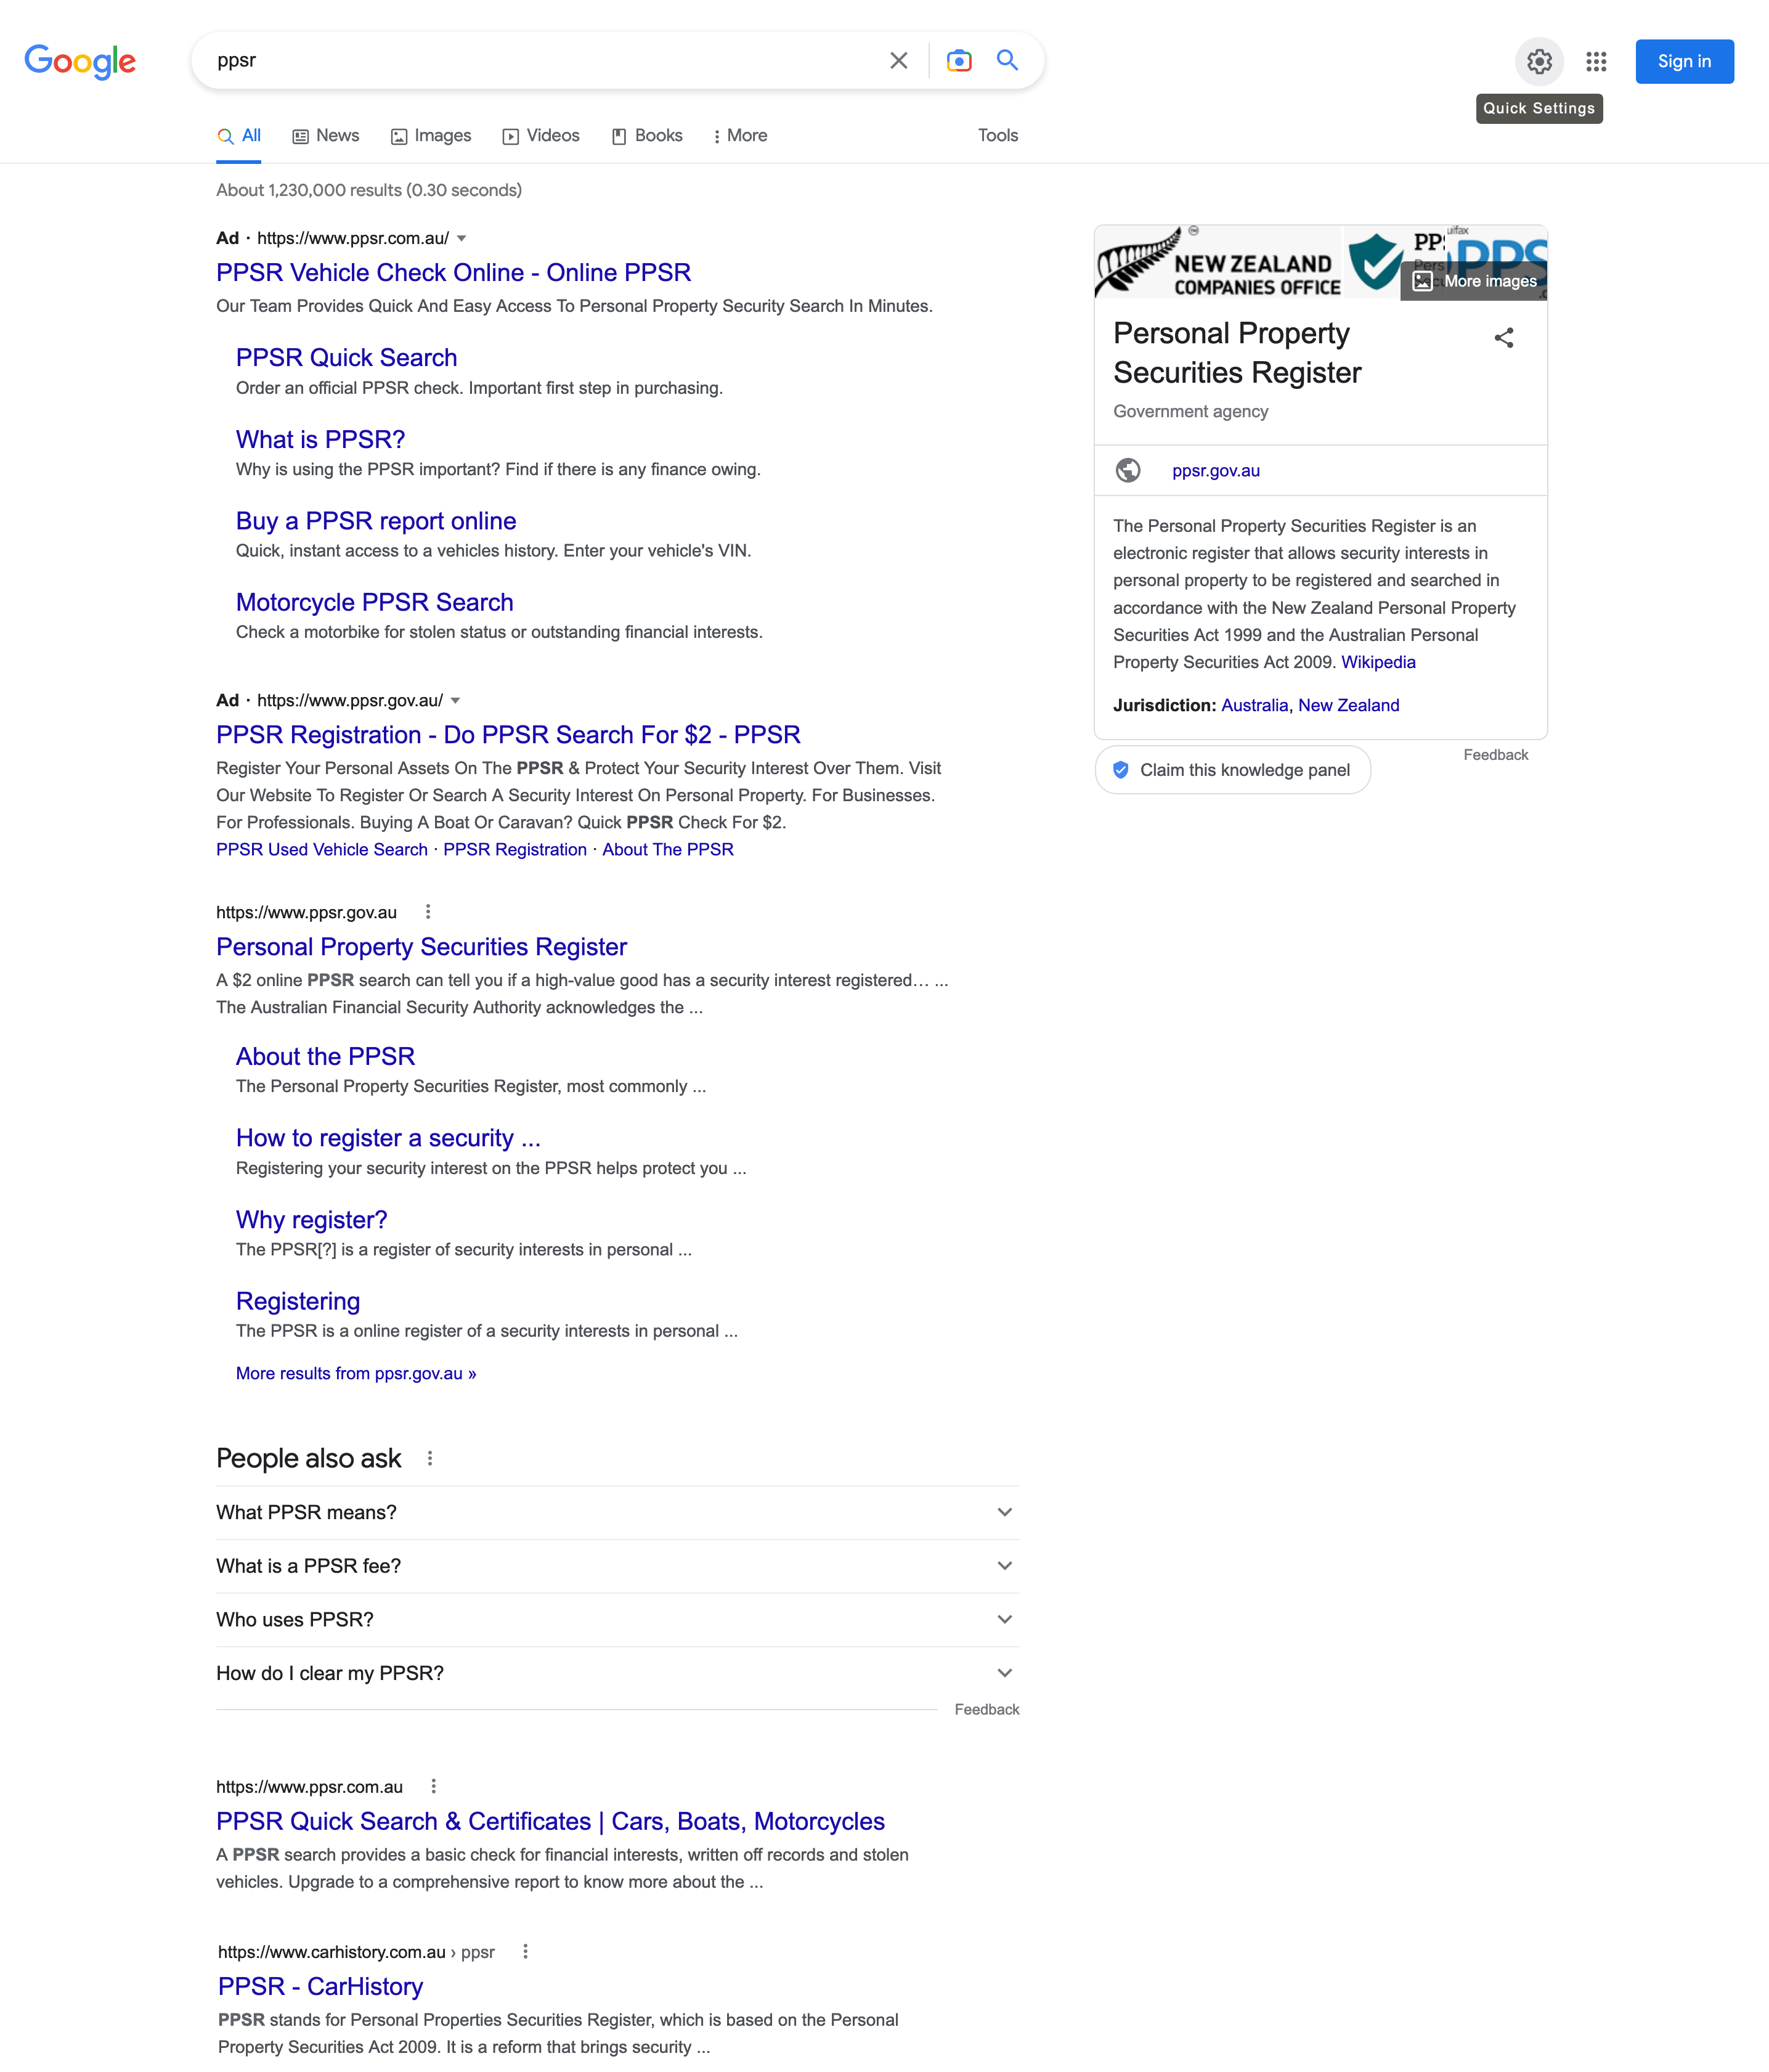 Google
ppsr
Sign in
Quick Settings
All
News
Images
Videos
Books
More
Tools
About 1,230,000 results (0.30 seconds)
Ad · https://www.ppsr.com.au/
PPSR Vehicle Check Online - Online PPSR
Our Team Provides Quick And Easy Access To Personal Property Security Search In Minutes.
PPSR Quick Search
Order an official PPSR check. Important first step in purchasing.
What is PPSR?
Why is using the PPSR important? Find if there is any finance owing.
Buy a PPSR report online
Quick, instant access to a vehicles history. Enter your vehicle's VIN.
Motorcycle PPSR Search
Check a motorbike for stolen status or outstanding financial interests.
Ad · https://www.ppsr.gov.au/
PPSR Registration - Do PPSR Search For $2 - PPSR
Register Your Personal Assets On The PPSR & Protect Your Security Interest Over Them. Visit
Our Website To Register Or Search A Security Interest On Personal Property. For Businesses.
For Professionals. Buying A Boat Or Caravan? Quick PPSR Check For $2.
PPSR Used Vehicle Search · PPSR Registration · About The PPSR
https://www.ppsr.gov.au
Personal Property Securities Register
A $2 online PPSR search can tell you if a high-value good has a security interest registered… ...
The Australian Financial Security Authority acknowledges the ...
About the PPSR
The Personal Property Securities Register, most commonly ...
How to register a security ...
Registering your security interest on the PPSR helps protect you ...
Why register?
The PPSR[?] is a register of security interests in personal ...
Registering
The PPSR is a online register of a security interests in personal ...
More results from ppsr.gov.au »
People also ask
What PPSR means?
What is a PPSR fee?
Who uses PPSR?
How do I clear my PPSR?
Feedback
https://www.ppsr.com.au
PPSR Quick Search & Certificates | Cars, Boats, Motorcycles
A PPSR search provides a basic check for financial interests, written off records and stolen
vehicles. Upgrade to a comprehensive report to know more about the ...
https://www.carhistory.com.au › ppsr
PPSR - CarHistory
PPSR stands for Personal Properties Securities Register, which is based on the Personal
Property Securities Act 2009. It is a reform that brings security ...
NEW ZEALAND
COMPANIES OFFICE
More images
Personal Property
Securities Register
Government agency
ppsr.gov.au
The Personal Property Securities Register is an
electronic register that allows security interests in
personal property to be registered and searched in
accordance with the New Zealand Personal Property
Securities Act 1999 and the Australian Personal
Property Securities Act 2009. Wikipedia
Jurisdiction: Australia, New Zealand
Feedback
Claim this knowledge panel